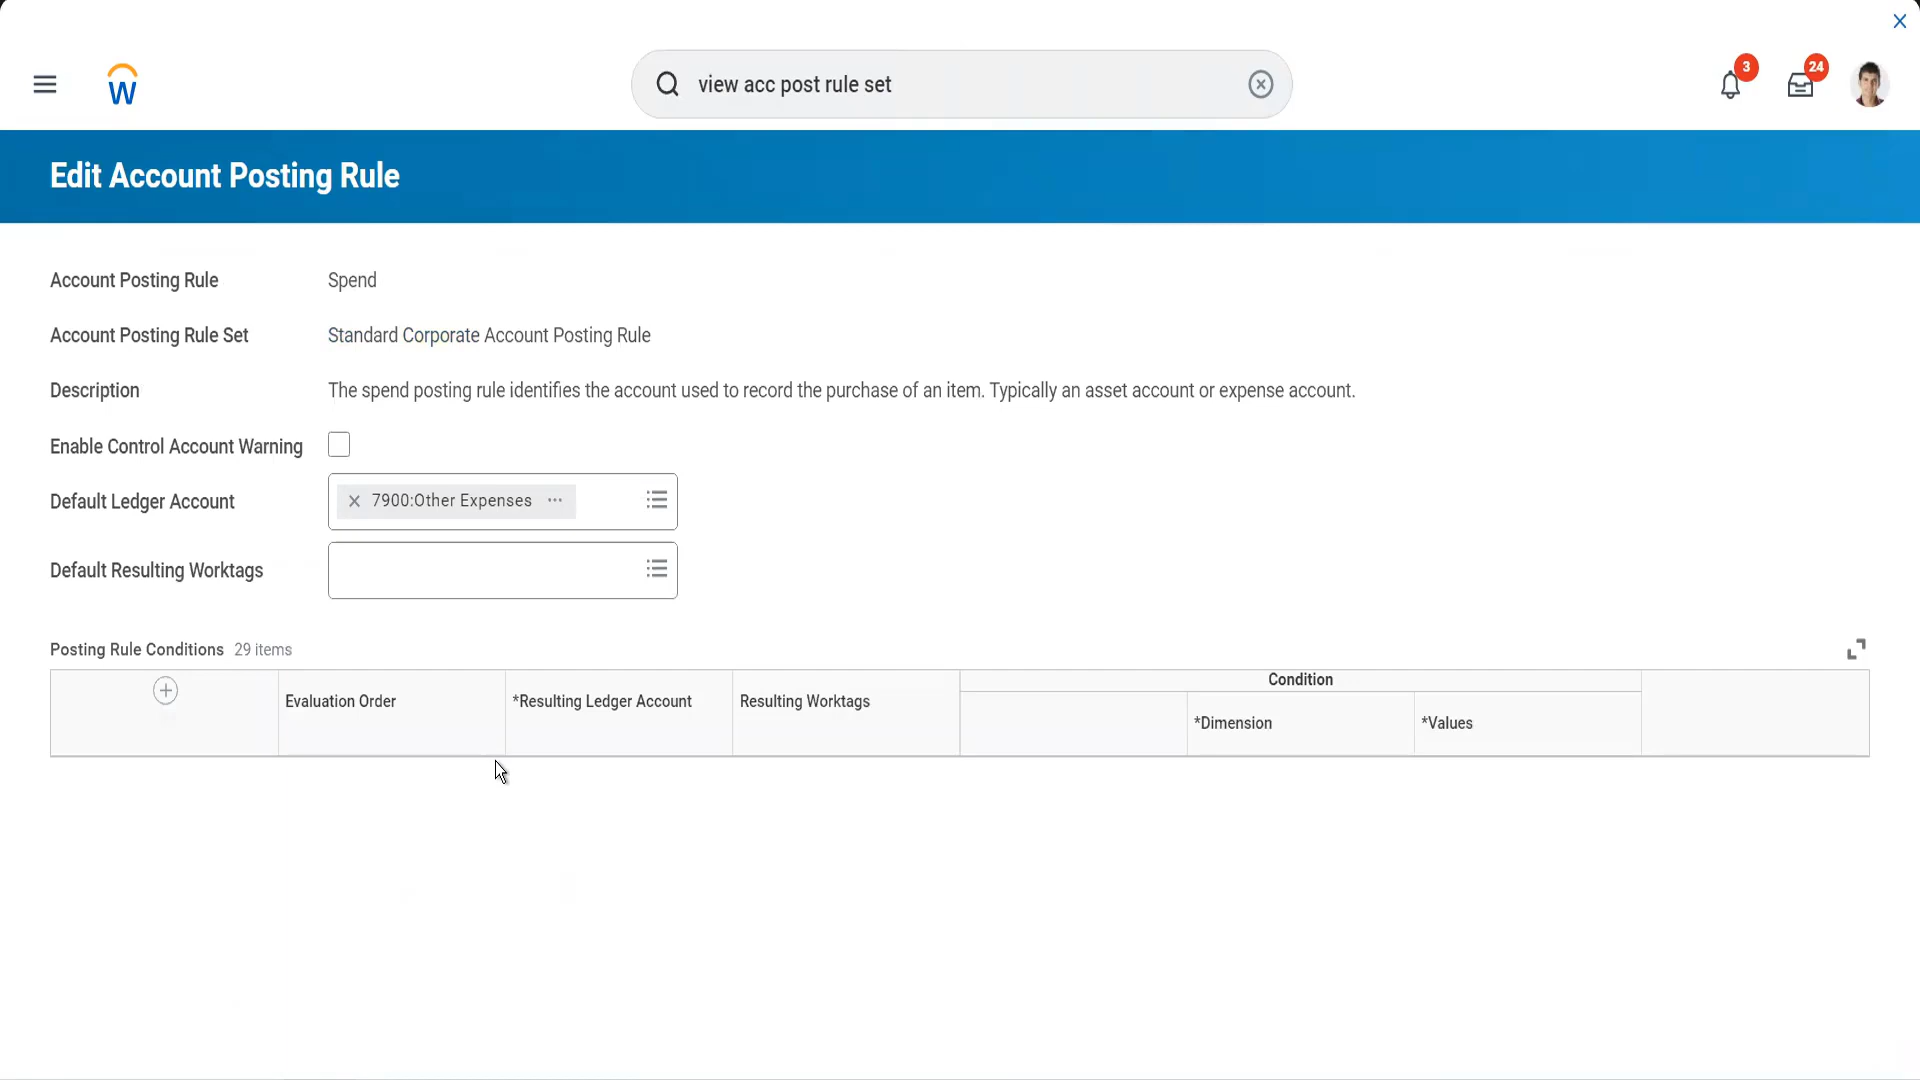 W
view acc post rule set
3
24
Edit Account Posting Rule
Account Posting Rule Spend
Account Posting Rule Set Standard Corporate Account Posting Rule
Description The spend posting rule identifies the account used to record the purchase of an item. Typically an asset account or expense account.
Enable Control Account Warning
Default Ledger Account 7900:Other Expenses
Default Resulting Worktags
Posting Rule Conditions 29 items
Condition
Evaluation Order *Resulting Ledger Account Resulting Worktags
*Dimension *Values